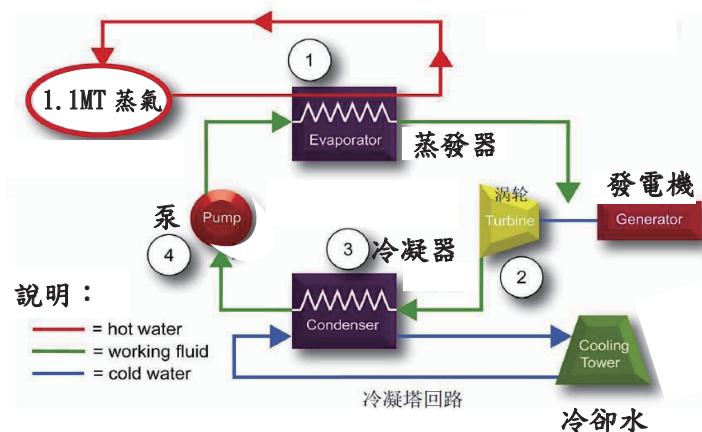 1
1.1MT 蒸氣
Evaporator
蒸發器
泵
Pump
4
涡轮
Turbine
發電機
Generator
3
冷凝器
2
說明：
= hot water
= working fluid
= cold water
Condenser
Cooling
Tower
冷凝塔回路
冷卻水